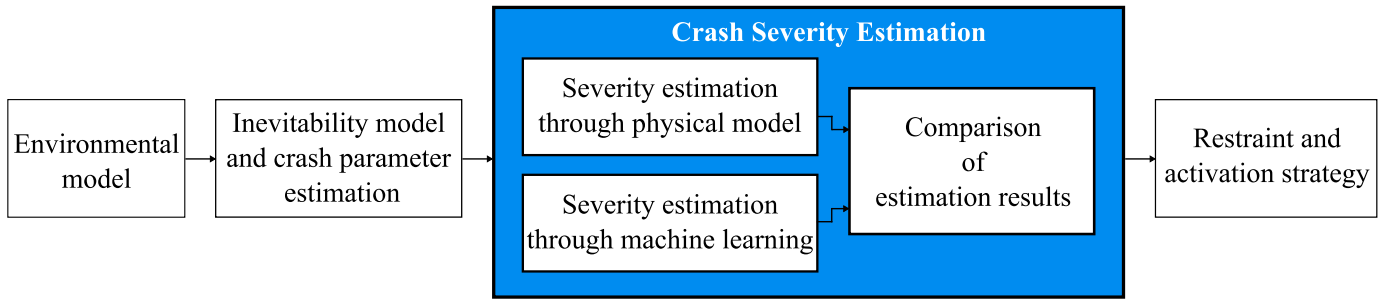 Environmental
model
Inevitability model
and crash parameter
estimation
Crash Severity Estimation
Severity estimation
through physical model
Severity estimation
through machine learning
Comparison
of
estimation results
Restraint and
activation strategy